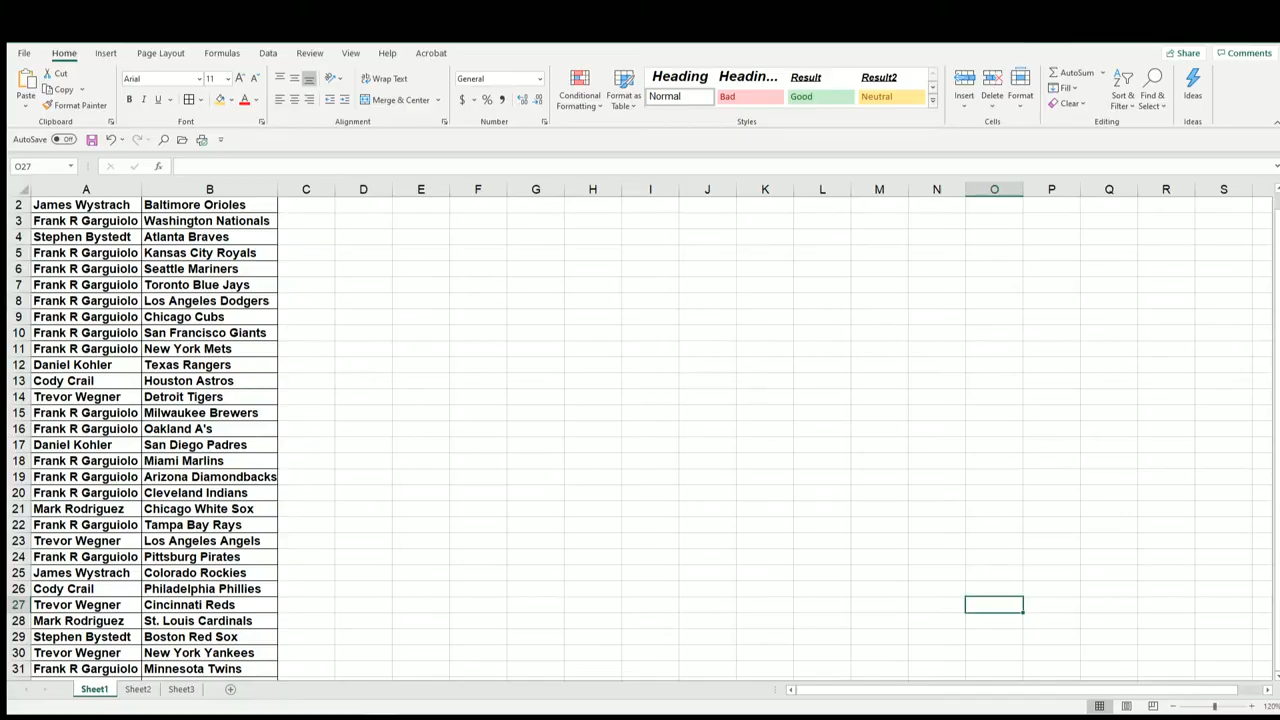 File Home Insert Page Layout Formulas Data Review View Help Acrobat Share Comments
Paste Cut Copy Format Painter Clipboard
Arial 11 A A B I U A Font
Wrap Text Merge & Center Alignment
General $ % Number
Conditional Formatting Format as Table
Heading Headin... Result Result2
Normal Bad Good Neutral
Styles
Insert Delete Format Cells
AutoSum Fill Clear Sort & Filter Find & Select Editing
Ideas Ideas
AutoSave Off
O27 fx
A B C D E F G H I J K L M N O P Q R S
2 James Wystrach Baltimore Orioles
3 Frank R Garguiolo Washington Nationals
4 Stephen Bystedt Atlanta Braves
5 Frank R Garguiolo Kansas City Royals
6 Frank R Garguiolo Seattle Mariners
7 Frank R Garguiolo Toronto Blue Jays
8 Frank R Garguiolo Los Angeles Dodgers
9 Frank R Garguiolo Chicago Cubs
10 Frank R Garguiolo San Francisco Giants
11 Frank R Garguiolo New York Mets
12 Daniel Kohler Texas Rangers
13 Cody Crail Houston Astros
14 Trevor Wegner Detroit Tigers
15 Frank R Garguiolo Milwaukee Brewers
16 Frank R Garguiolo Oakland A's
17 Daniel Kohler San Diego Padres
18 Frank R Garguiolo Miami Marlins
19 Frank R Garguiolo Arizona Diamondbacks
20 Frank R Garguiolo Cleveland Indians
21 Mark Rodriguez Chicago White Sox
22 Frank R Garguiolo Tampa Bay Rays
23 Trevor Wegner Los Angeles Angels
24 Frank R Garguiolo Pittsburg Pirates
25 James Wystrach Colorado Rockies
26 Cody Crail Philadelphia Phillies
27 Trevor Wegner Cincinnati Reds
28 Mark Rodriguez St. Louis Cardinals
29 Stephen Bystedt Boston Red Sox
30 Trevor Wegner New York Yankees
31 Frank R Garguiolo Minnesota Twins
Sheet1 Sheet2 Sheet3
120%